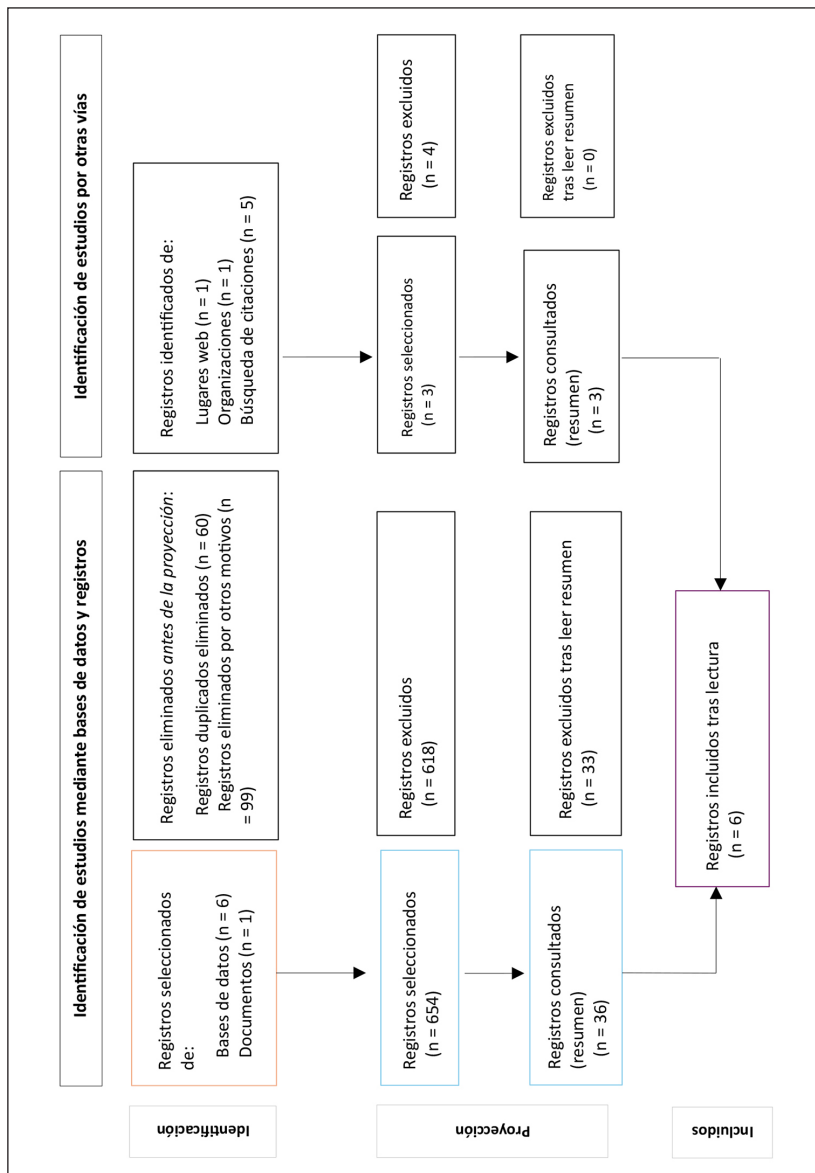 Identificación de estudios mediante bases de datos y registros
Identificación de estudios por otras vías
Identificación
Registros seleccionados
de:
Bases de datos (n = 6)
Documentos (n = 1)
Registros eliminados antes de la proyección:
Registros duplicados eliminados (n = 60)
Registros eliminados por otros motivos (n
= 99)
Registros identificados de:
Lugares web (n = 1)
Organizaciones (n = 1)
Búsqueda de citaciones (n = 5)
Proyección
Registros seleccionados
(n = 654)
Registros excluidos
(n = 618)
Registros seleccionados
(n = 3)
Registros excluidos
(n = 4)
Registros consultados
(resumen)
(n = 36)
Registros excluidos tras leer resumen
(n = 33)
Registros consultados
(resumen)
(n = 3)
Registros excluidos
tras leer resumen
(n = 0)
Incluidos
Registros incluidos tras lectura
(n = 6)